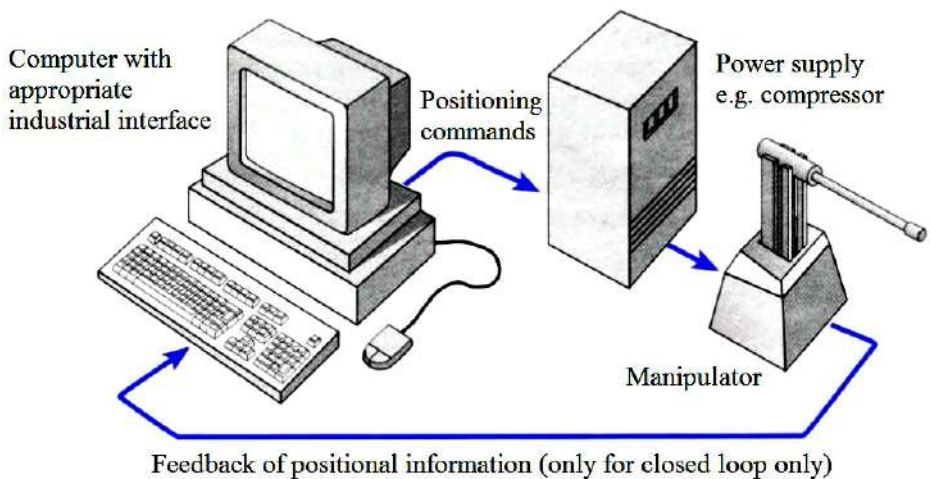 Computer with
appropriate
industrial interface
Positioning
commands
Power supply
e.g. compressor
Manipulator
Feedback of positional information (only for closed loop only)